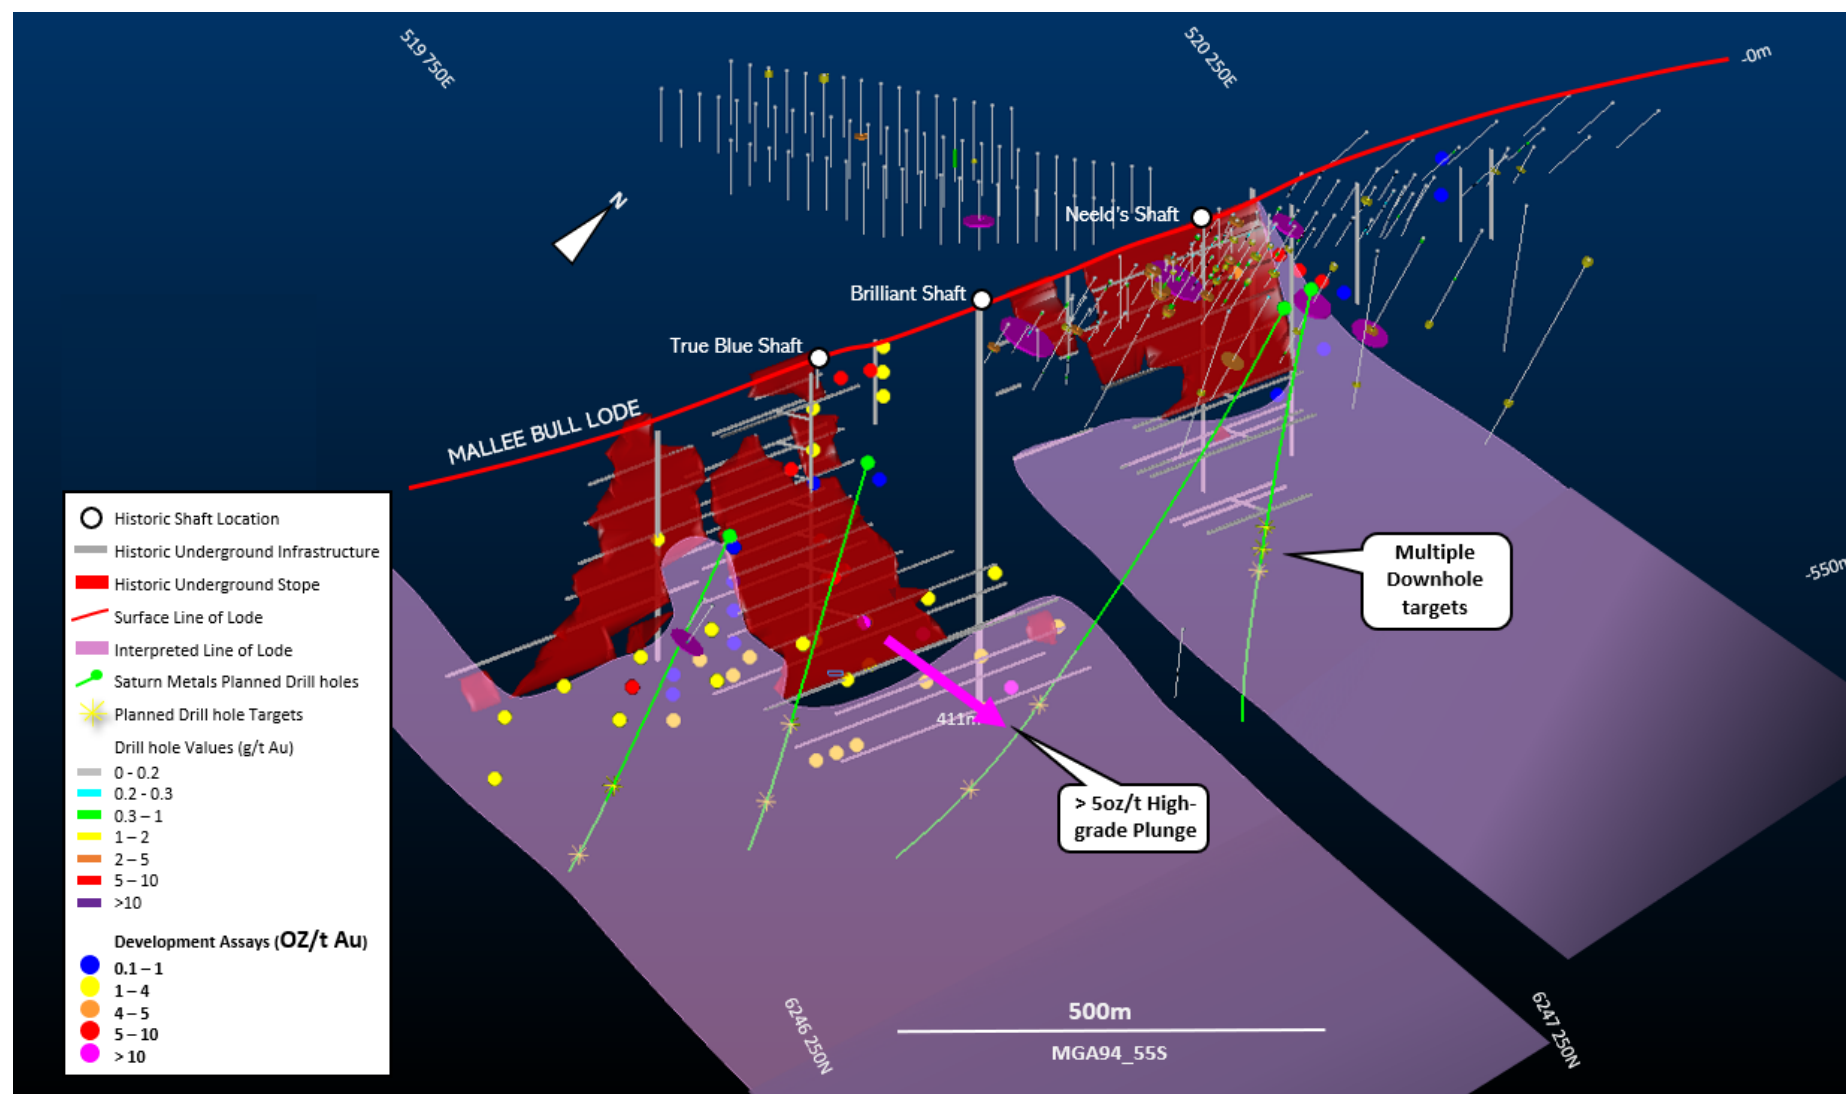 519 750E
520 250E
-0m
N
Neeld's Shaft
Brilliant Shaft
True Blue Shaft
MALLEE BULL LODE
-550m
Multiple
Downhole
targets
411m
> 5oz/t High-
grade Plunge
Historic Shaft Location
Historic Underground Infrastructure
Historic Underground Stope
Surface Line of Lode
Interpreted Line of Lode
Saturn Metals Planned Drill holes
Planned Drill hole Targets
Drill hole Values (g/t Au)
0 - 0.2
0.2 - 0.3
0.3 – 1
1 – 2
2 – 5
5 – 10
>10
Development Assays (OZ/t Au)
0.1 – 1
1 – 4
4 – 5
5 – 10
> 10
6246 250N
500m
MGA94_55S
6247 250N